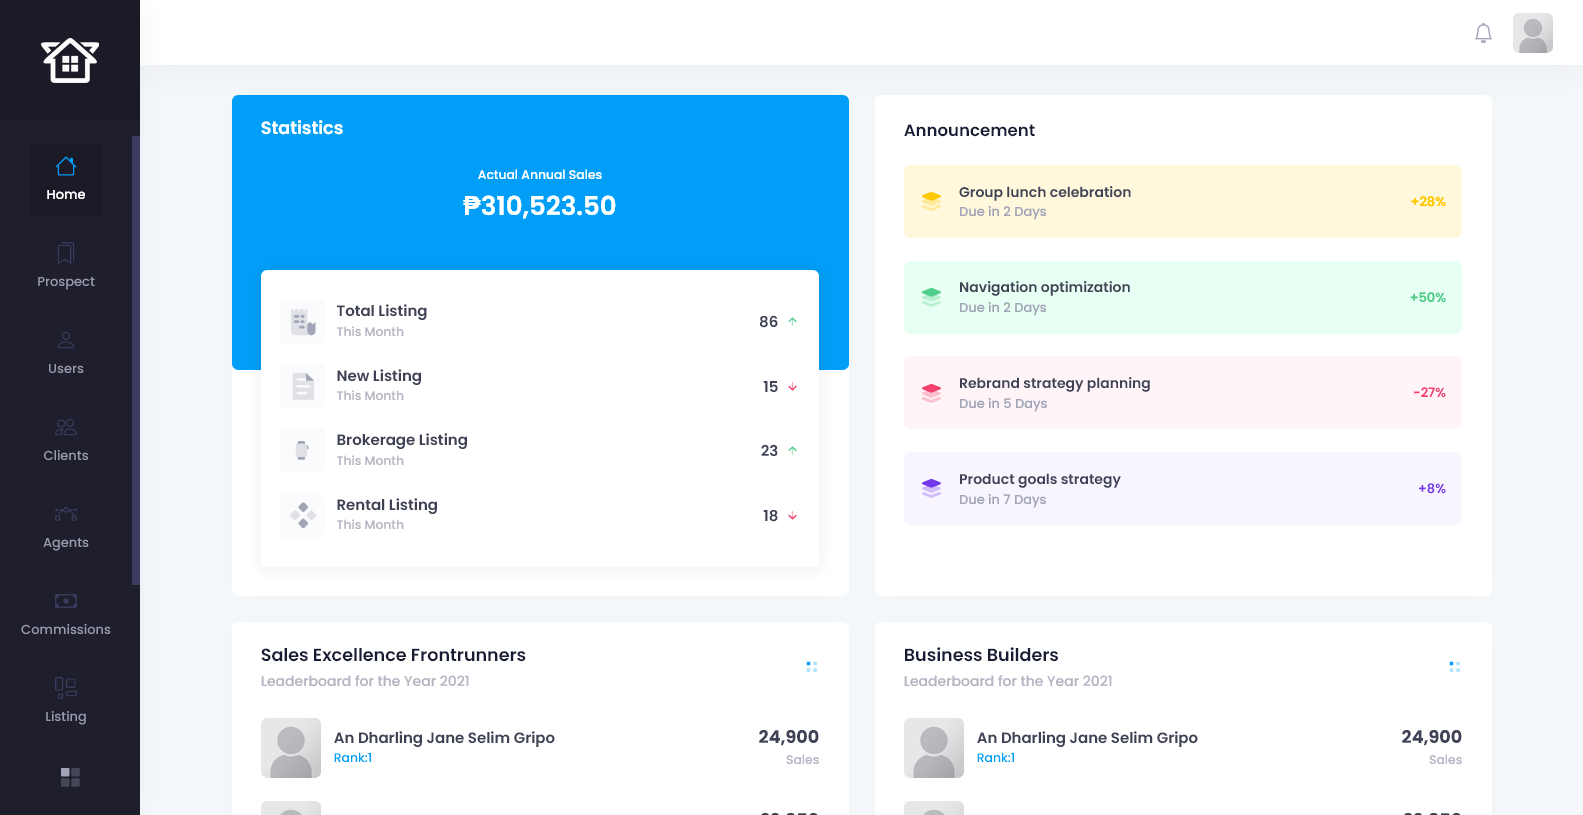 Home
Prospect
Users
Clients
Agents
Commissions
Listing
Statistics
Actual Annual Sales
₱310,523.50
Total Listing
This Month
86
New Listing
This Month
15
Brokerage Listing
This Month
23
Rental Listing
This Month
18
Announcement
Group lunch celebration
Due in 2 Days
+28%
Navigation optimization
Due in 2 Days
+50%
Rebrand strategy planning
Due in 5 Days
-27%
Product goals strategy
Due in 7 Days
+8%
Sales Excellence Frontrunners
Leaderboard for the Year 2021
An Dharling Jane Selim Gripo
Rank:1
24,900
Sales
Business Builders
Leaderboard for the Year 2021
An Dharling Jane Selim Gripo
Rank:1
24,900
Sales